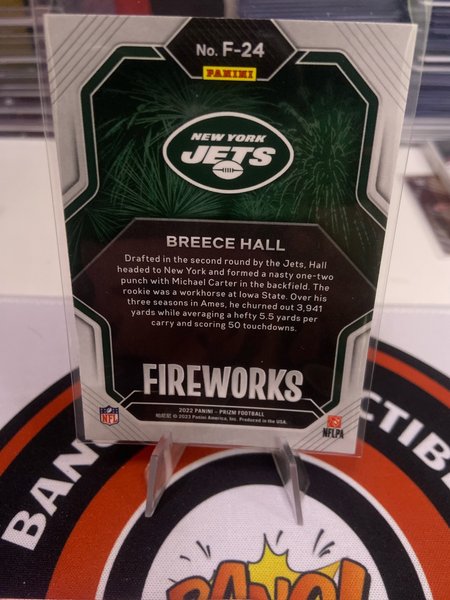 No. F-24
PANINI
NEW YORK
JETS
BREECE HALL
Drafted in the second round by the Jets, Hall
headed to New York and formed a nasty one-two
punch with Michael Carter in the backfield. The
rookie was a workhorse at Iowa State. Over his
three seasons in Ames, he churned out 3,941
yards while averaging a hefty 5.5 yards per
carry and scoring 50 touchdowns.
FIREWORKS
2022 PANINI – PRIZM FOOTBALL
© 2023 Panini America, Inc. Produced in the USA.
NFL
NFLPA
BANG
BANG!